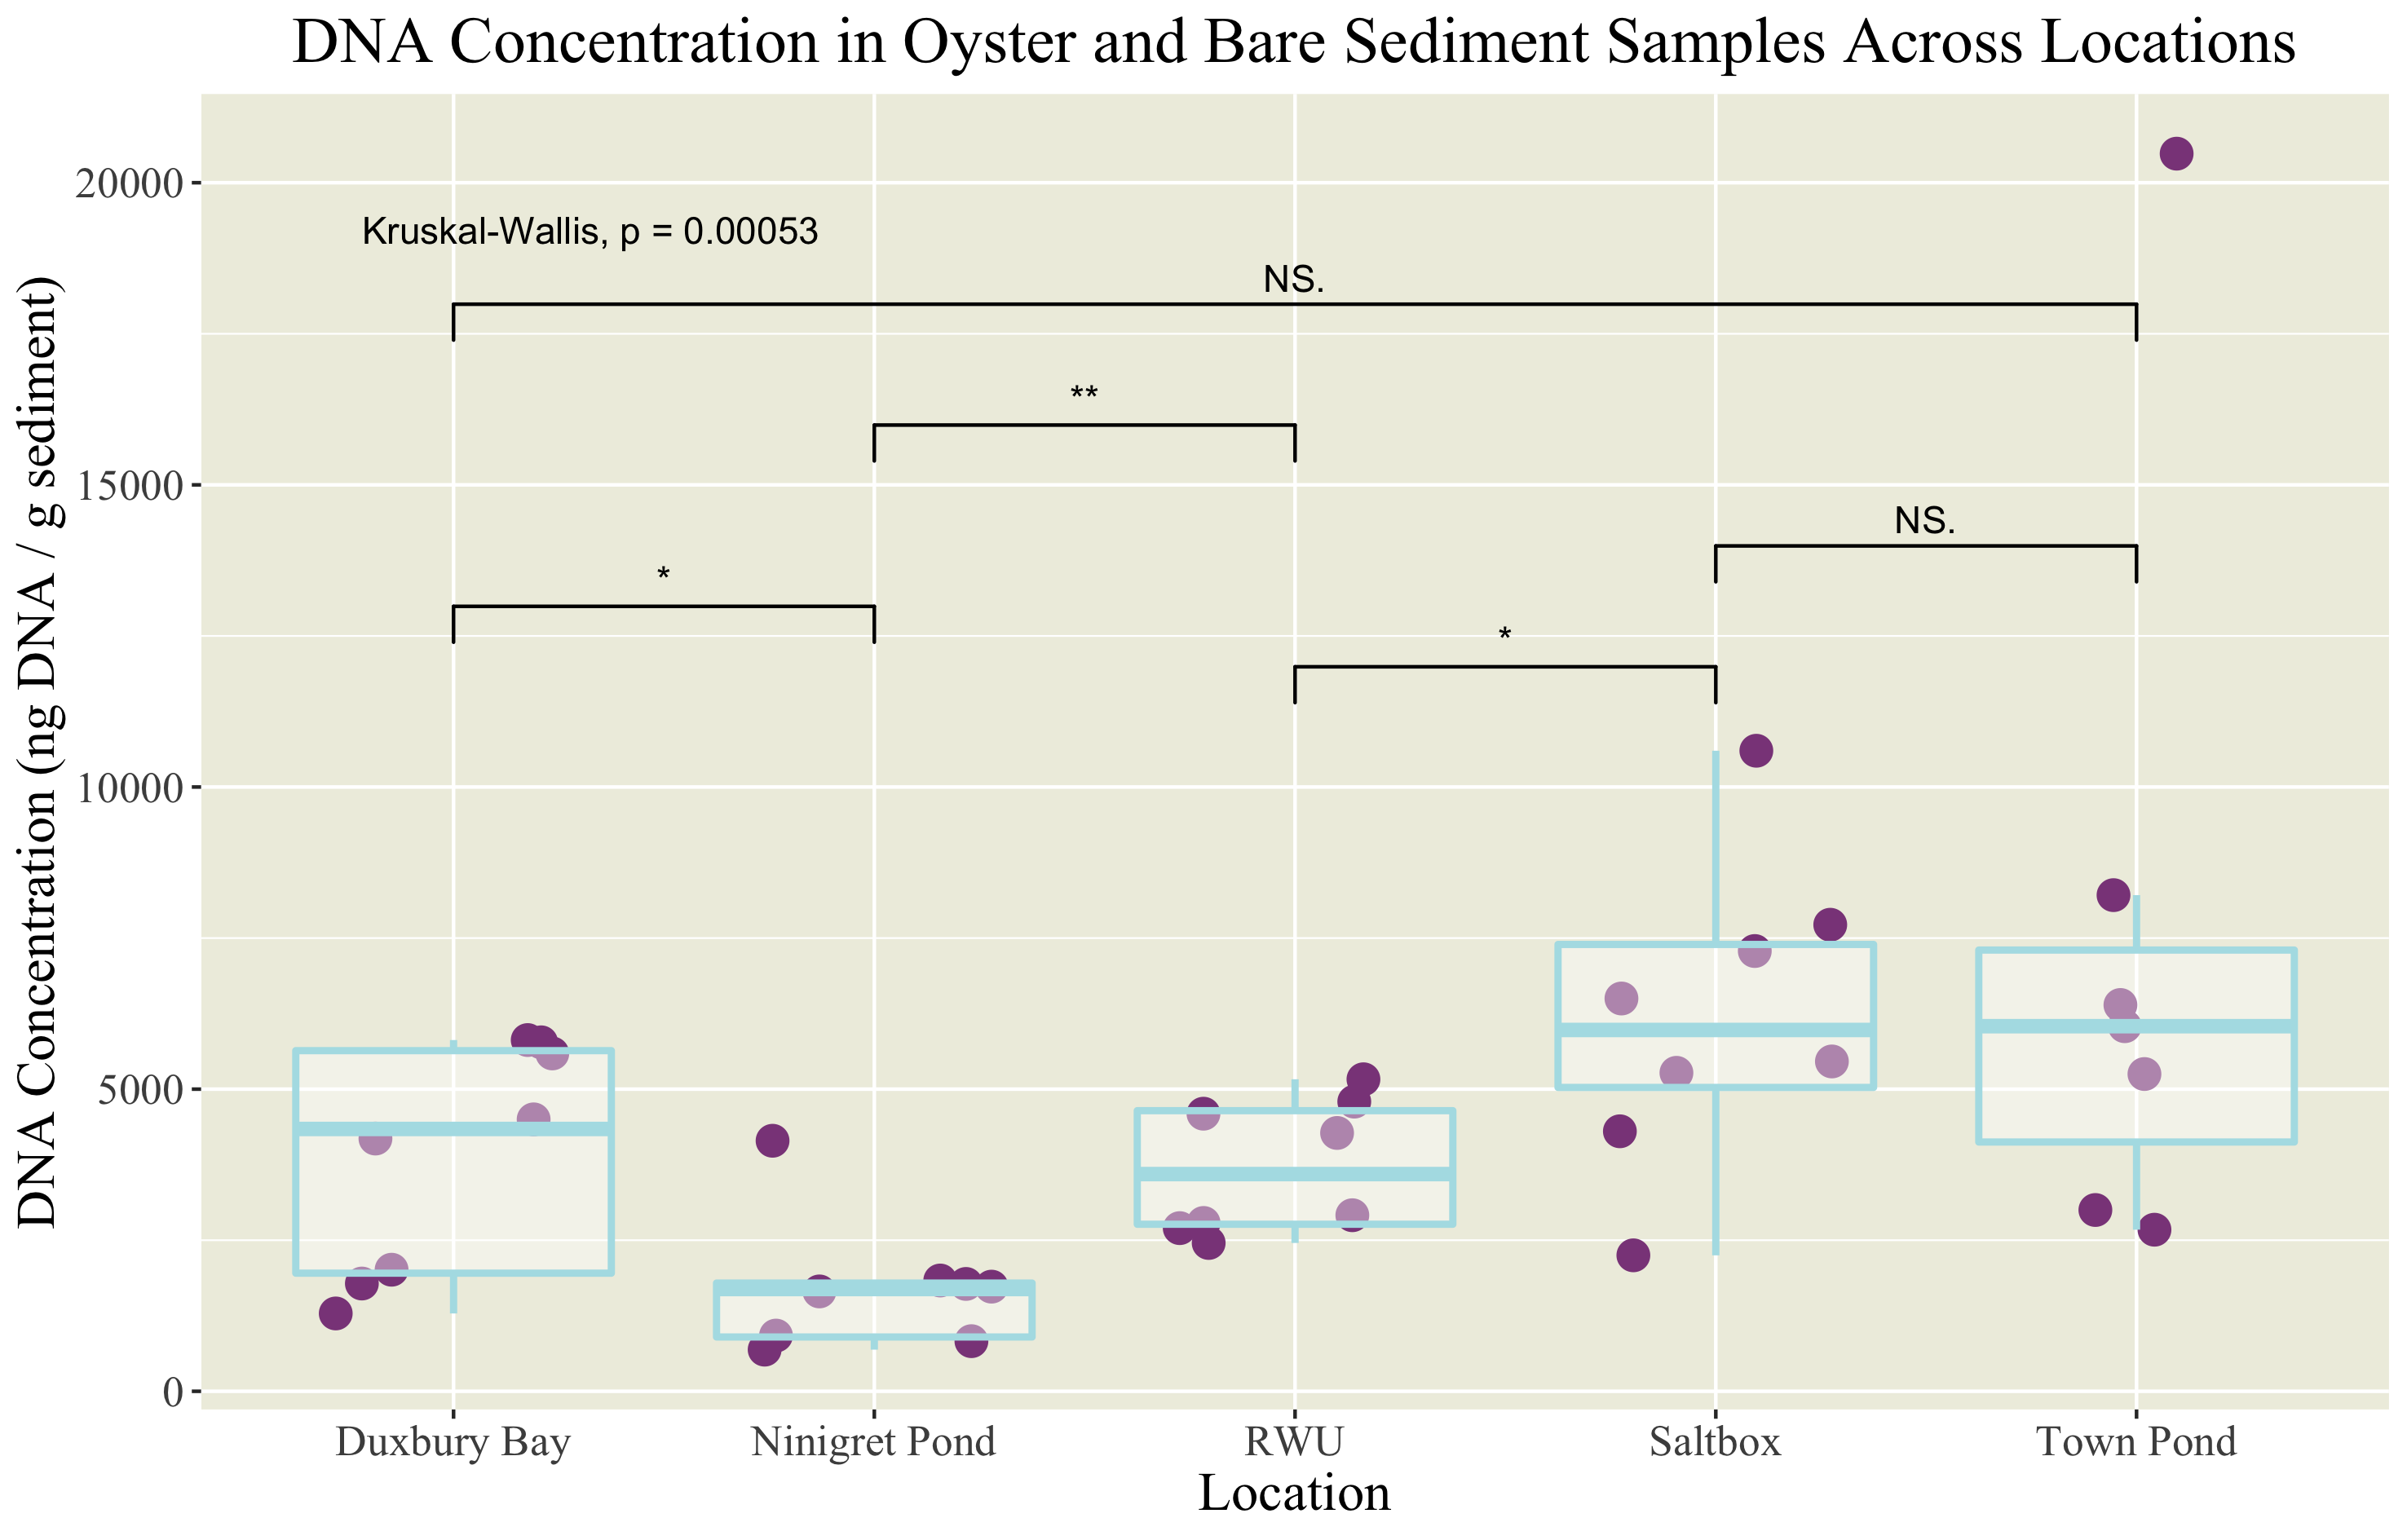 DNA Concentration in Oyster and Bare Sediment Samples Across Locations
DNA Concentration (ng DNA / g sediment)
20000
15000
10000
5000
0
Kruskal-Wallis, p = 0.00053
NS.
**
NS.
*
*
Duxbury Bay
Ninigret Pond
RWU
Saltbox
Town Pond
Location